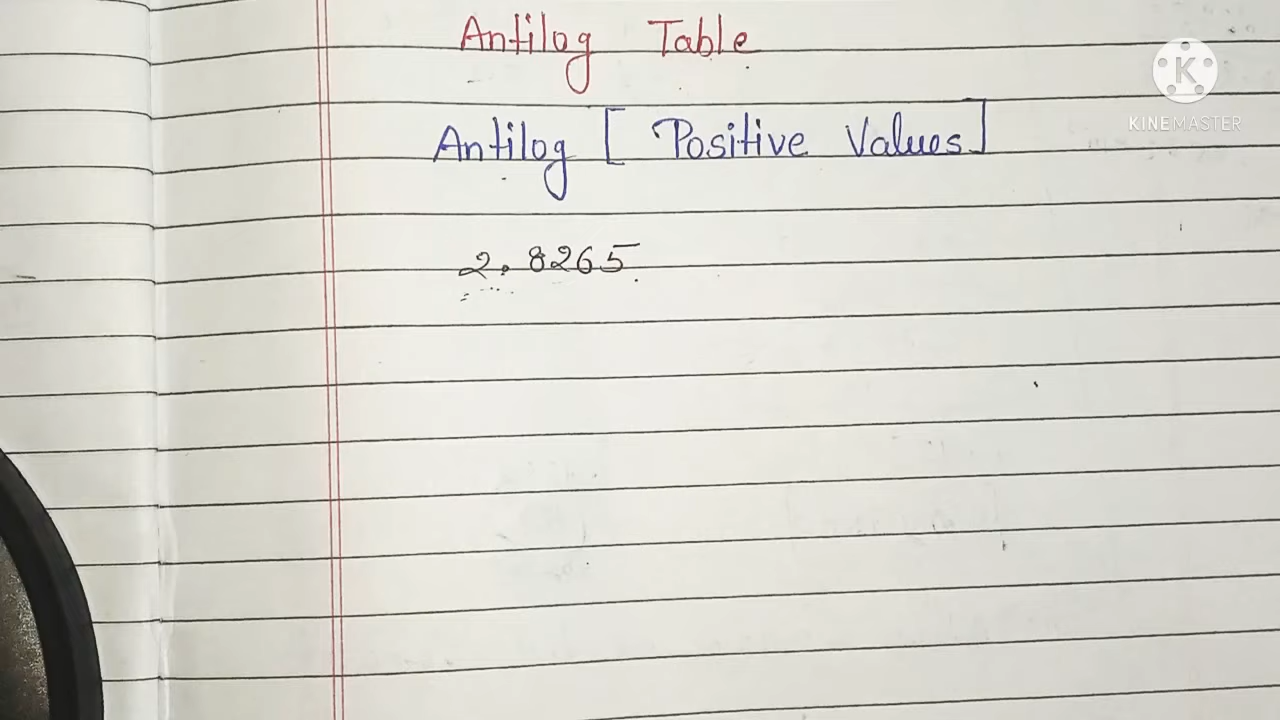 Antilog Table
K
KINEMASTER
Antilog [ Positive Values]
2.8265